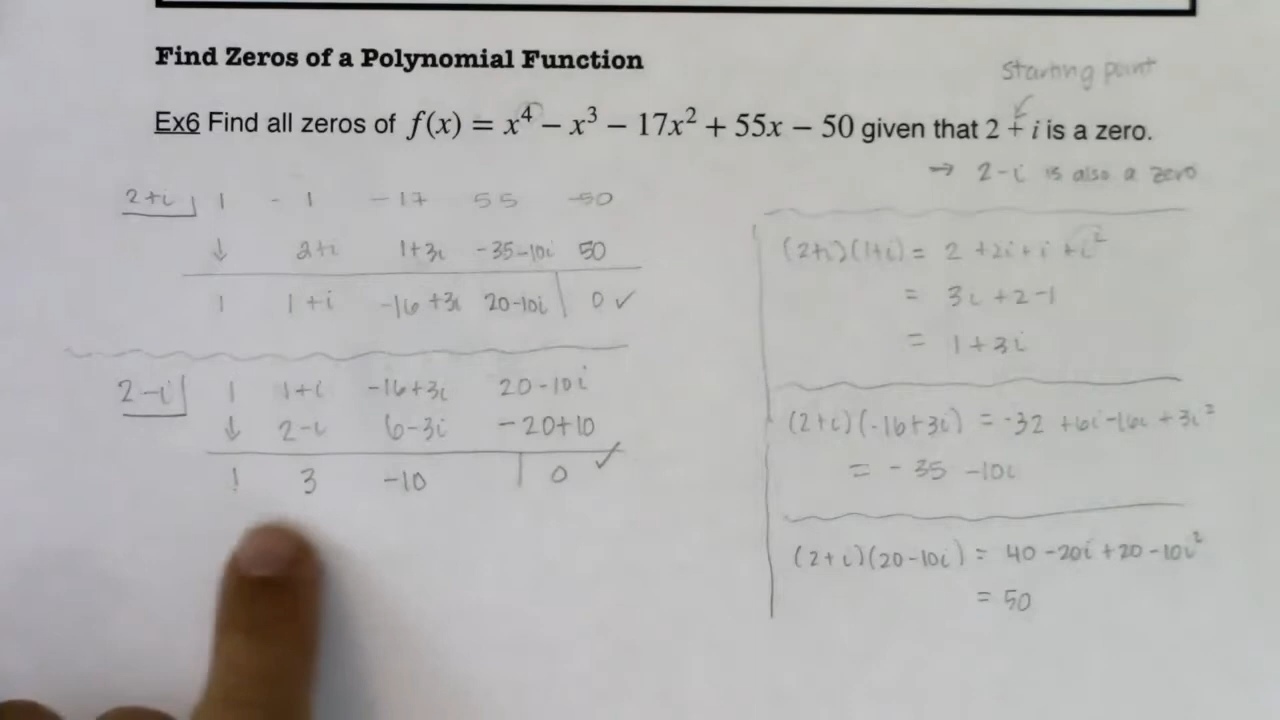 Find Zeros of a Polynomial Function
starting point
Ex6 Find all zeros of f(x) = x⁴ − x³ − 17x² + 55x − 50 given that 2 + i is a zero.
→ 2-i is also a zero
2+i | 1 -1 -17 55 -50
↓ 2+i 1+3i -35-10i 50
1 1+i -16+3i 20-10i | 0 ✓
2-i | 1 1+i -16+3i 20-10i
↓ 2-i 6-3i -20+10
1 3 -10 | 0 ✓
(2+i)(1+i) = 2 +2i+i+i²
= 3i+2-1
= 1+3i
(2+i)(-16+3i) = -32 +6i-16i +3i²
= -35 -10i
(2+i)(20-10i) = 40 -20i+20 -10i²
= 50